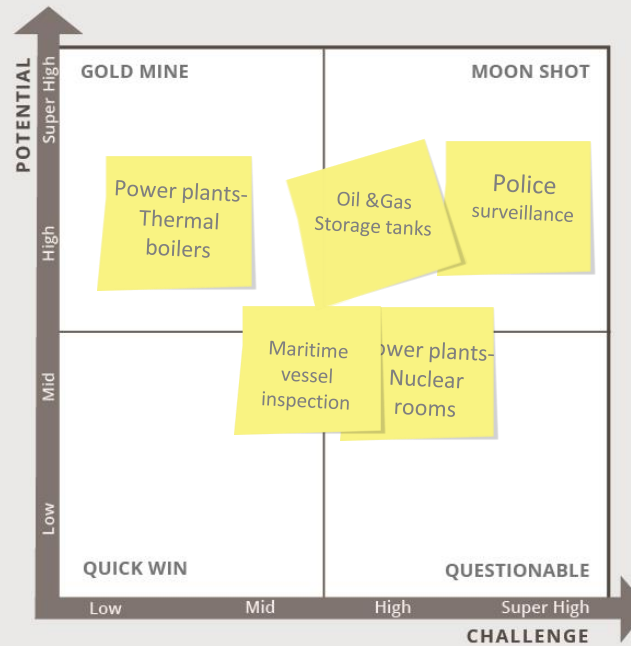 POTENTIAL
Super High
High
Mid
Low
GOLD MINE
MOON SHOT
Power plants-
Thermal
boilers
Oil &Gas
Storage tanks
Police
surveillance
Maritime
vessel
inspection
ower plants-
Nuclear
rooms
QUICK WIN
QUESTIONABLE
Low
Mid
High
Super High
CHALLENGE